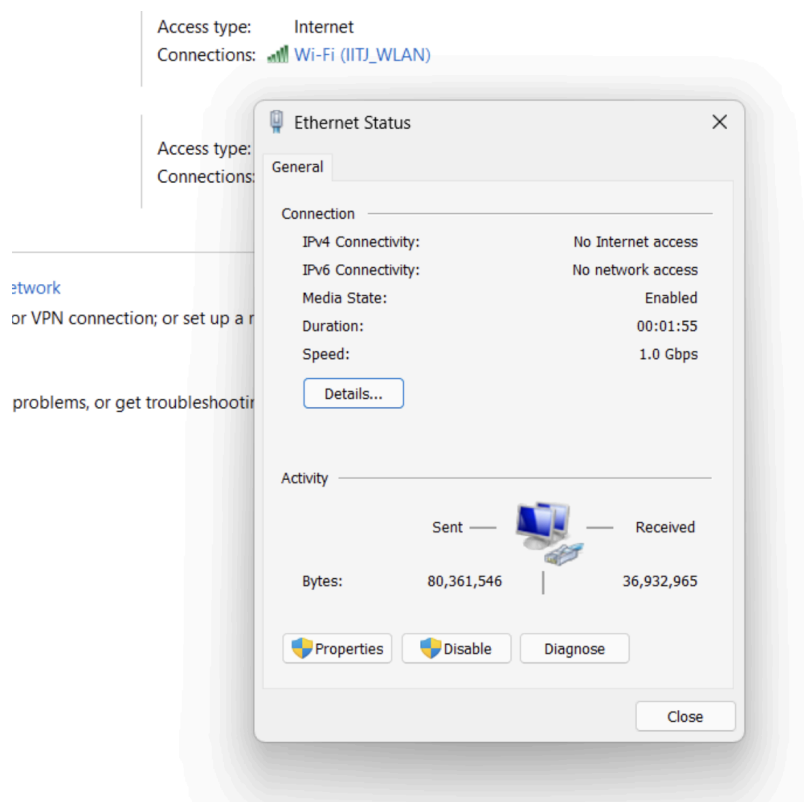 Access type: Internet
Connections: Wi-Fi (IITJ_WLAN)
Access type:
Connections:
etwork
or VPN connection; or set up a r
problems, or get troubleshootin
Ethernet Status
General
Connection
IPv4 Connectivity: No Internet access
IPv6 Connectivity: No network access
Media State: Enabled
Duration: 00:01:55
Speed: 1.0 Gbps
Details...
Activity
Sent Received
Bytes: 80,361,546 36,932,965
Properties Disable Diagnose
Close